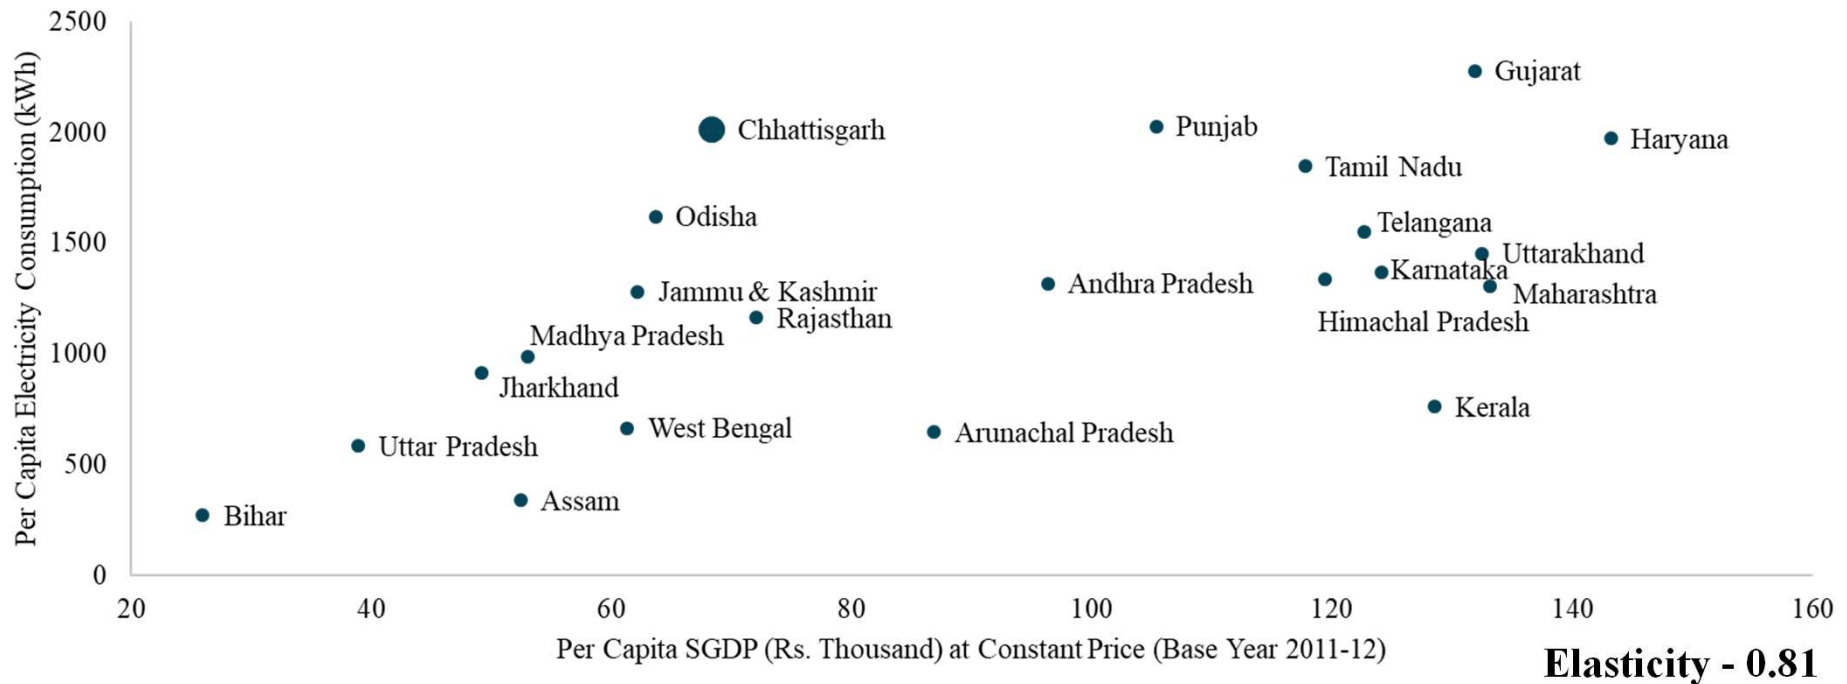 Per Capita Electricity Consumption (kWh)
2500
2000
1500
1000
500
0
Gujarat
Chhattisgarh
Punjab
Haryana
Tamil Nadu
Odisha
Telangana
Uttarakhand
Karnataka
Andhra Pradesh
Jammu & Kashmir
Maharashtra
Rajasthan
Himachal Pradesh
Madhya Pradesh
Jharkhand
Kerala
West Bengal
Arunachal Pradesh
Uttar Pradesh
Assam
Bihar
20 40 60 80 100 120 140 160
Per Capita SGDP (Rs. Thousand) at Constant Price (Base Year 2011-12)
Elasticity - 0.81